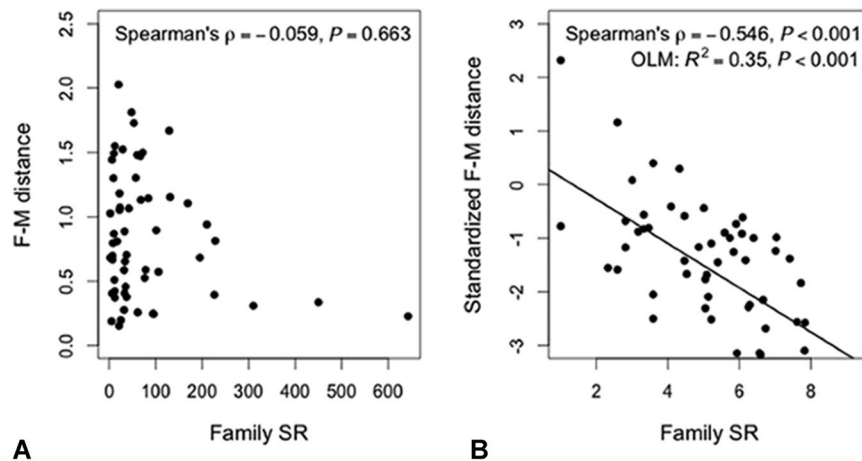 Spearman's ρ = − 0.059, P = 0.663
F-M distance
2.5
2.0
1.5
1.0
0.5
0.0
0 100 200 300 400 500 600
Family SR
A
Spearman's ρ = −0.546, P < 0.001
OLM: R² = 0.35, P < 0.001
Standardized F-M distance
3
2
1
0
-1
-2
-3
2 4 6 8
Family SR
B